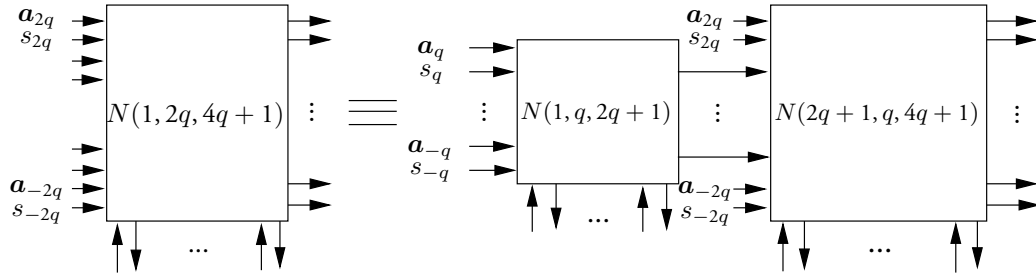 a_{2q}
s_{2q}
N(1, 2q, 4q + 1)
⋮
a_{-2q}
s_{-2q}
...
a_q
s_q
⋮
N(1, q, 2q + 1)
⋮
a_{-q}
s_{-q}
...
a_{2q}
s_{2q}
N(2q + 1, q, 4q + 1)
⋮
a_{-2q}
s_{-2q}
...